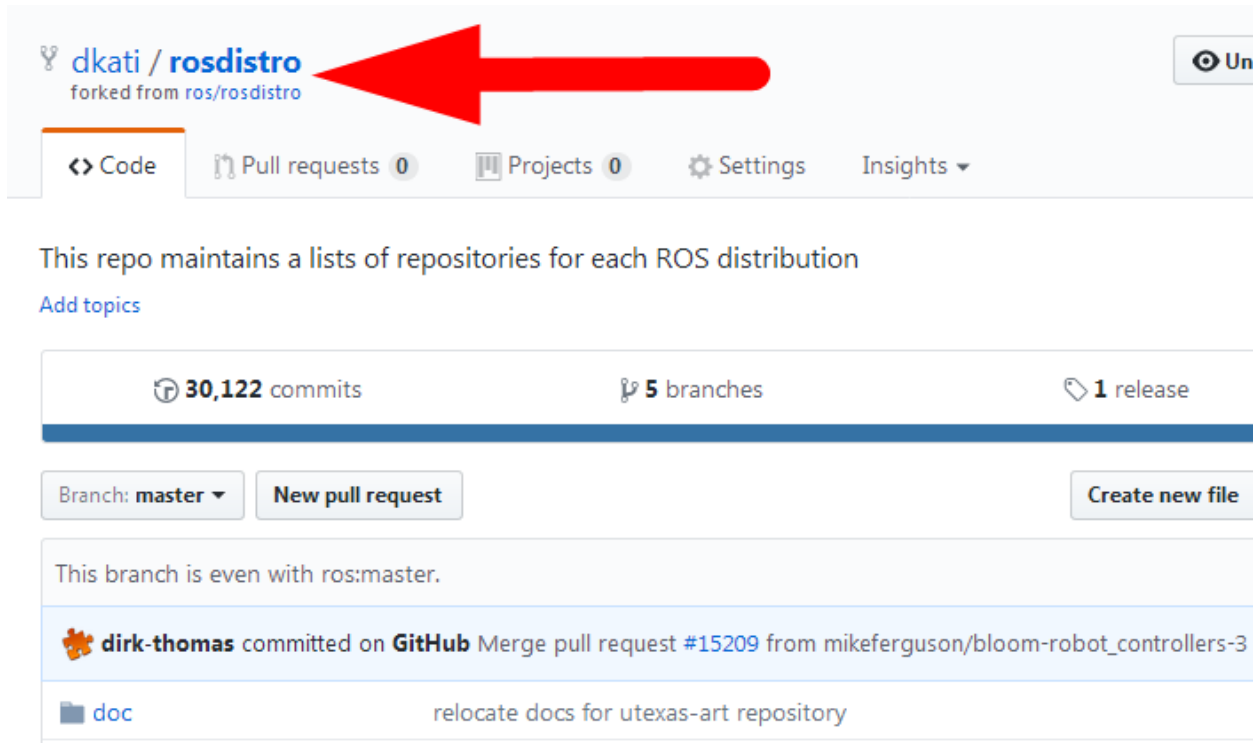 dkati / rosdistro
forked from ros/rosdistro
Un
Code Pull requests 0 Projects 0 Settings Insights
This repo maintains a lists of repositories for each ROS distribution
Add topics
30,122 commits 5 branches 1 release
Branch: master New pull request Create new file
This branch is even with ros:master.
dirk-thomas committed on GitHub Merge pull request #15209 from mikeferguson/bloom-robot_controllers-3
doc relocate docs for utexas-art repository